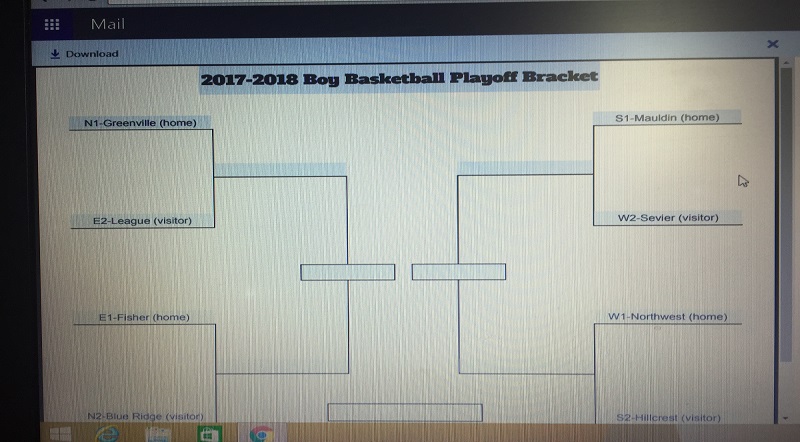 Mail
Download
2017-2018 Boy Basketball Playoff Bracket
N1-Greenville (home)
S1-Mauldin (home)
E2-League (visitor)
W2-Sevier (visitor)
E1-Fisher (home)
W1-Northwest (home)
N2-Blue Ridge (visitor)
S2-Hillcrest (visitor)